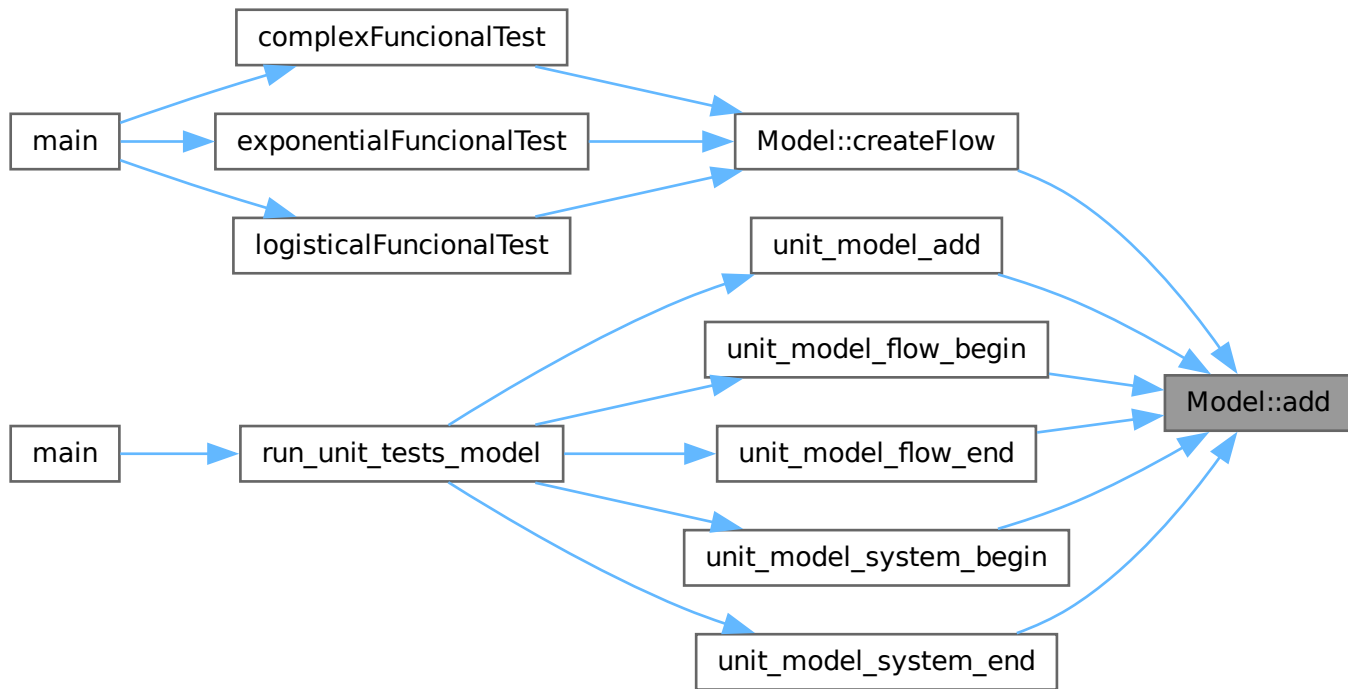 complexFuncionalTest
main
exponentialFuncionalTest
Model::createFlow
logisticalFuncionalTest
unit_model_add
unit_model_flow_begin
Model::add
main
run_unit_tests_model
unit_model_flow_end
unit_model_system_begin
unit_model_system_end